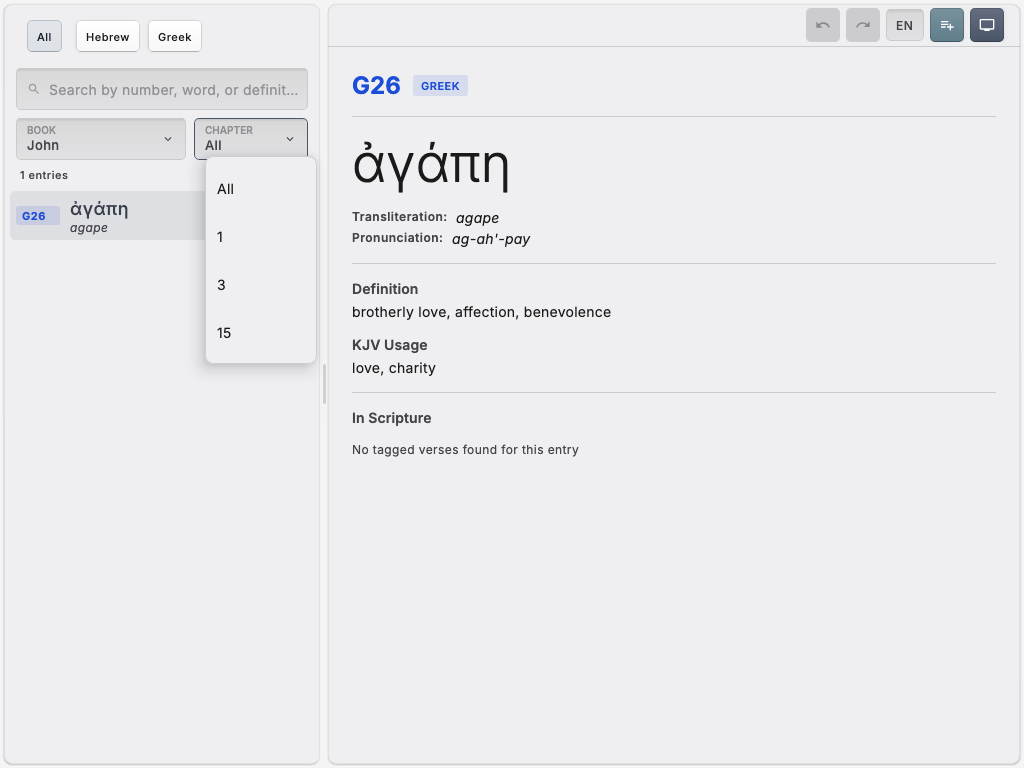 All
Hebrew
Greek
Search by number, word, or definit...
BOOK
John
CHAPTER
All
1 entries
G26
ἀγάπη
agape
All
1
3
15
EN
G26
GREEK
ἀγάπη
Transliteration: agape
Pronunciation: ag-ah'-pay
Definition
brotherly love, affection, benevolence
KJV Usage
love, charity
In Scripture
No tagged verses found for this entry